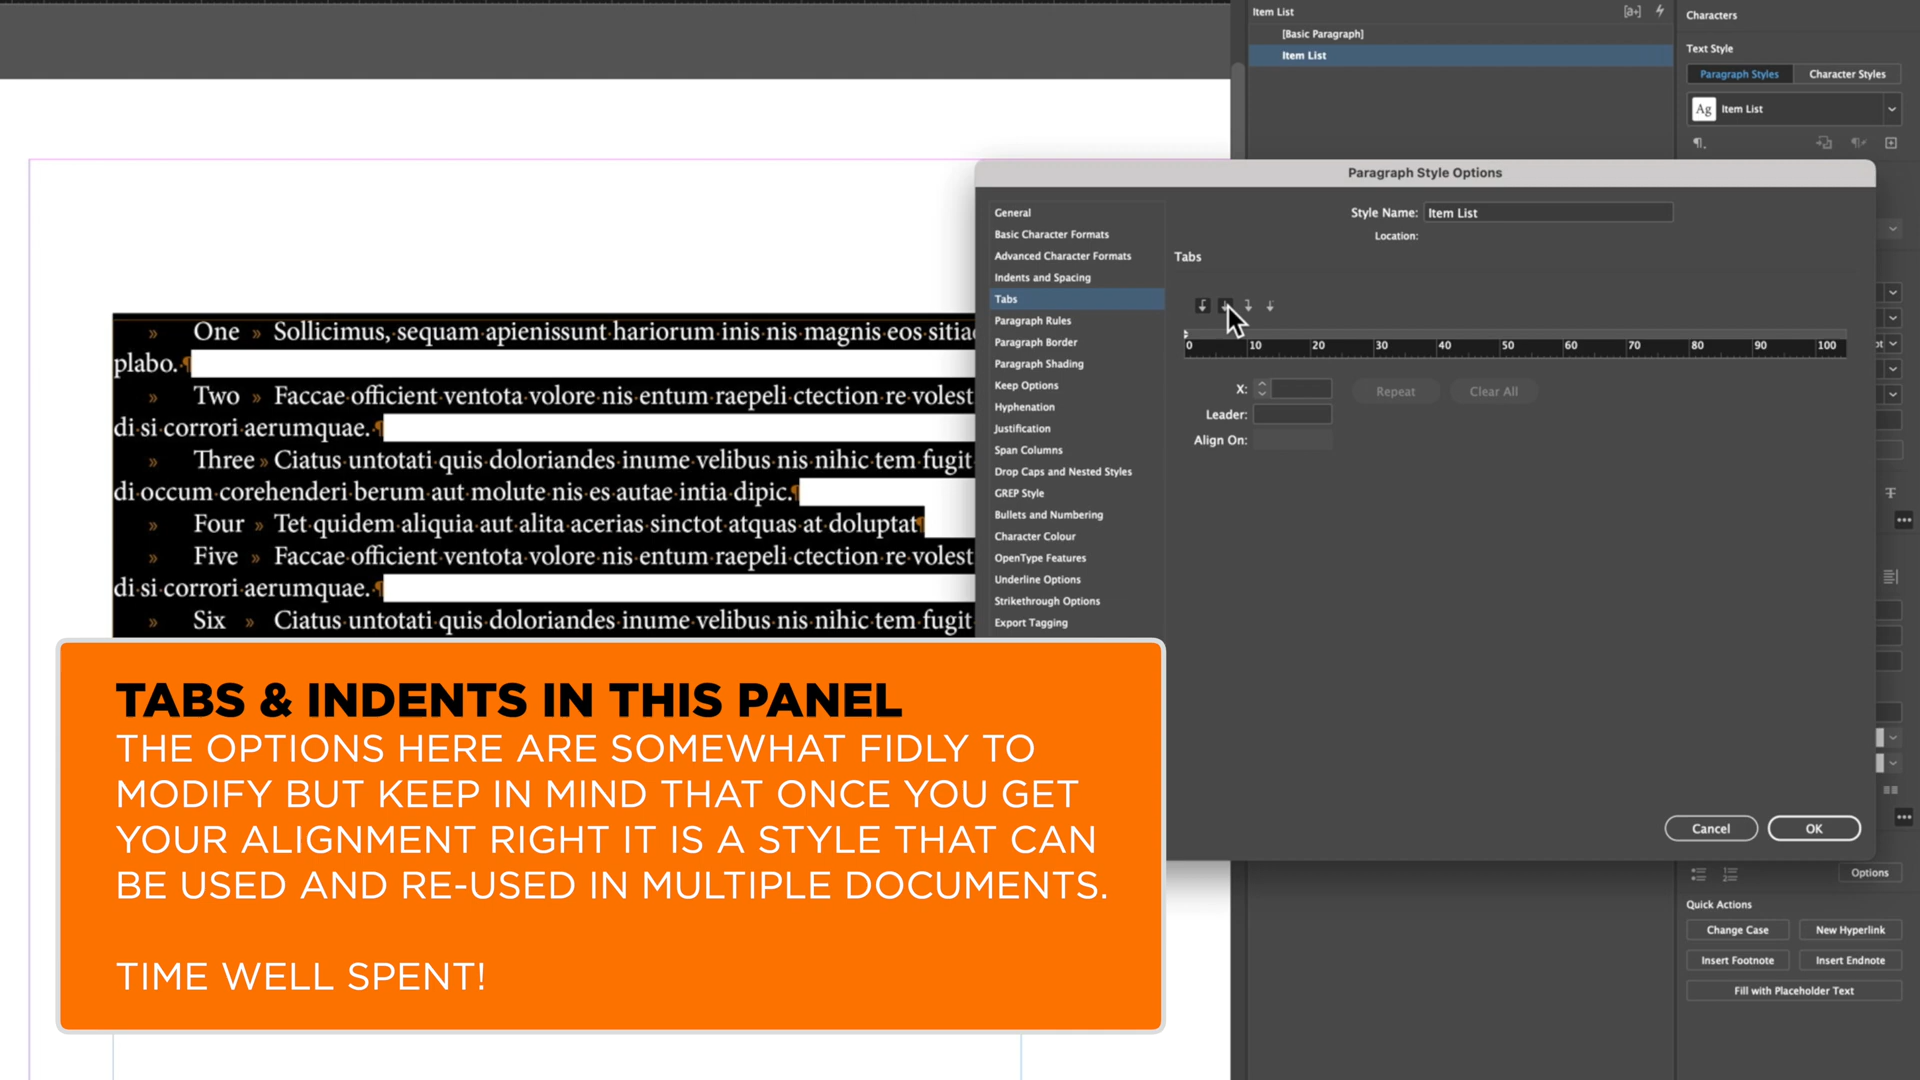 Item List
[Basic Paragraph]
Item List
Characters
Text Style
Paragraph Styles
Character Styles
Ag Item List
Paragraph Style Options
General
Basic Character Formats
Advanced Character Formats
Indents and Spacing
Tabs
Paragraph Rules
Paragraph Border
Paragraph Shading
Keep Options
Hyphenation
Justification
Span Columns
Drop Caps and Nested Styles
GREP Style
Bullets and Numbering
Character Colour
OpenType Features
Underline Options
Strikethrough Options
Export Tagging
Style Name: Item List
Location:
Tabs
0 10 20 30 40 50 60 70 80 90 100
X:
Repeat
Clear All
Leader:
Align On:
Cancel
OK
» One » Sollicimus, sequam apienissunt hariorum inis nis magnis eos sitiae
plabo.¶
» Two » Faccae officient ventota volore nis entum raepeli ctection re volest
di si corrori aerumquae.¶
» Three » Ciatus untotati quis doloriandes inume velibus nis nihic tem fugit
di occum corehenderi berum aut molute nis es autae intia dipic.¶
» Four » Tet quidem aliquia aut alita acerias sinctot atquas at doluptat¶
» Five » Faccae officient ventota volore nis entum raepeli ctection re volest
di si corrori aerumquae.¶
» Six » Ciatus untotati quis doloriandes inume velibus nis nihic tem fugit
TABS & INDENTS IN THIS PANEL
THE OPTIONS HERE ARE SOMEWHAT FIDLY TO
MODIFY BUT KEEP IN MIND THAT ONCE YOU GET
YOUR ALIGNMENT RIGHT IT IS A STYLE THAT CAN
BE USED AND RE-USED IN MULTIPLE DOCUMENTS.
TIME WELL SPENT!
Options
Quick Actions
Change Case
New Hyperlink
Insert Footnote
Insert Endnote
Fill with Placeholder Text